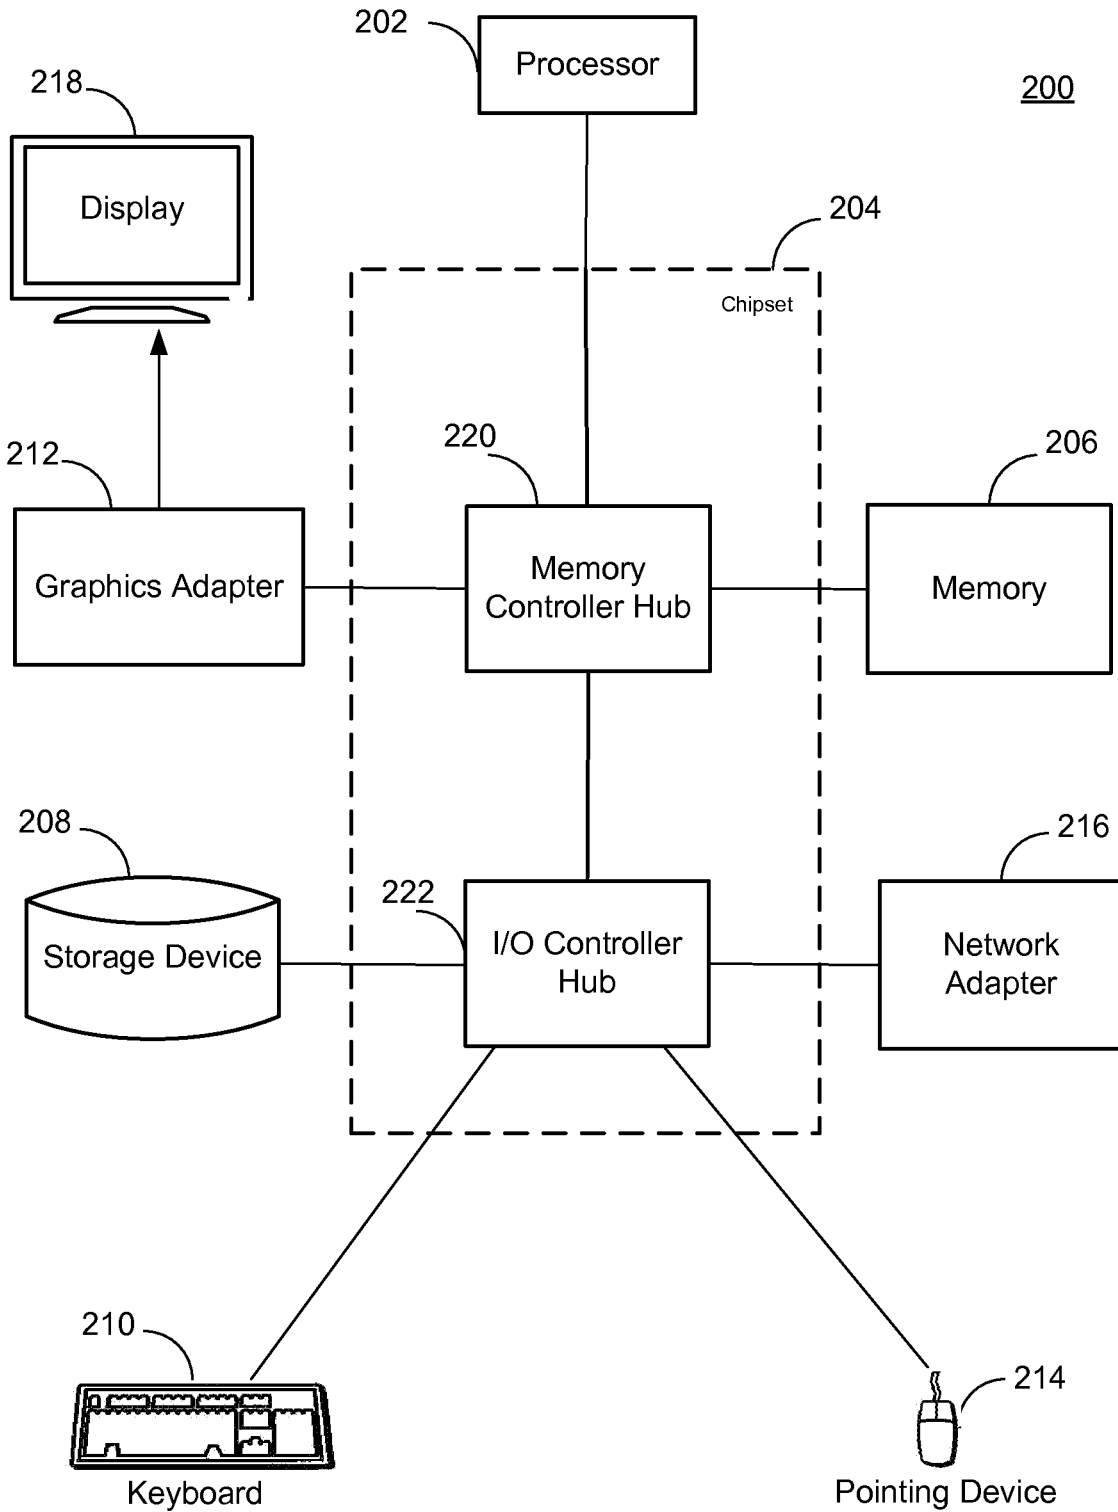 202
Processor
200
218
Display
204
Chipset
220
206
212
Memory
Controller Hub
Graphics Adapter
Memory
208
216
222
I/O Controller
Hub
Storage Device
Network
Adapter
210
214
Keyboard
Pointing Device